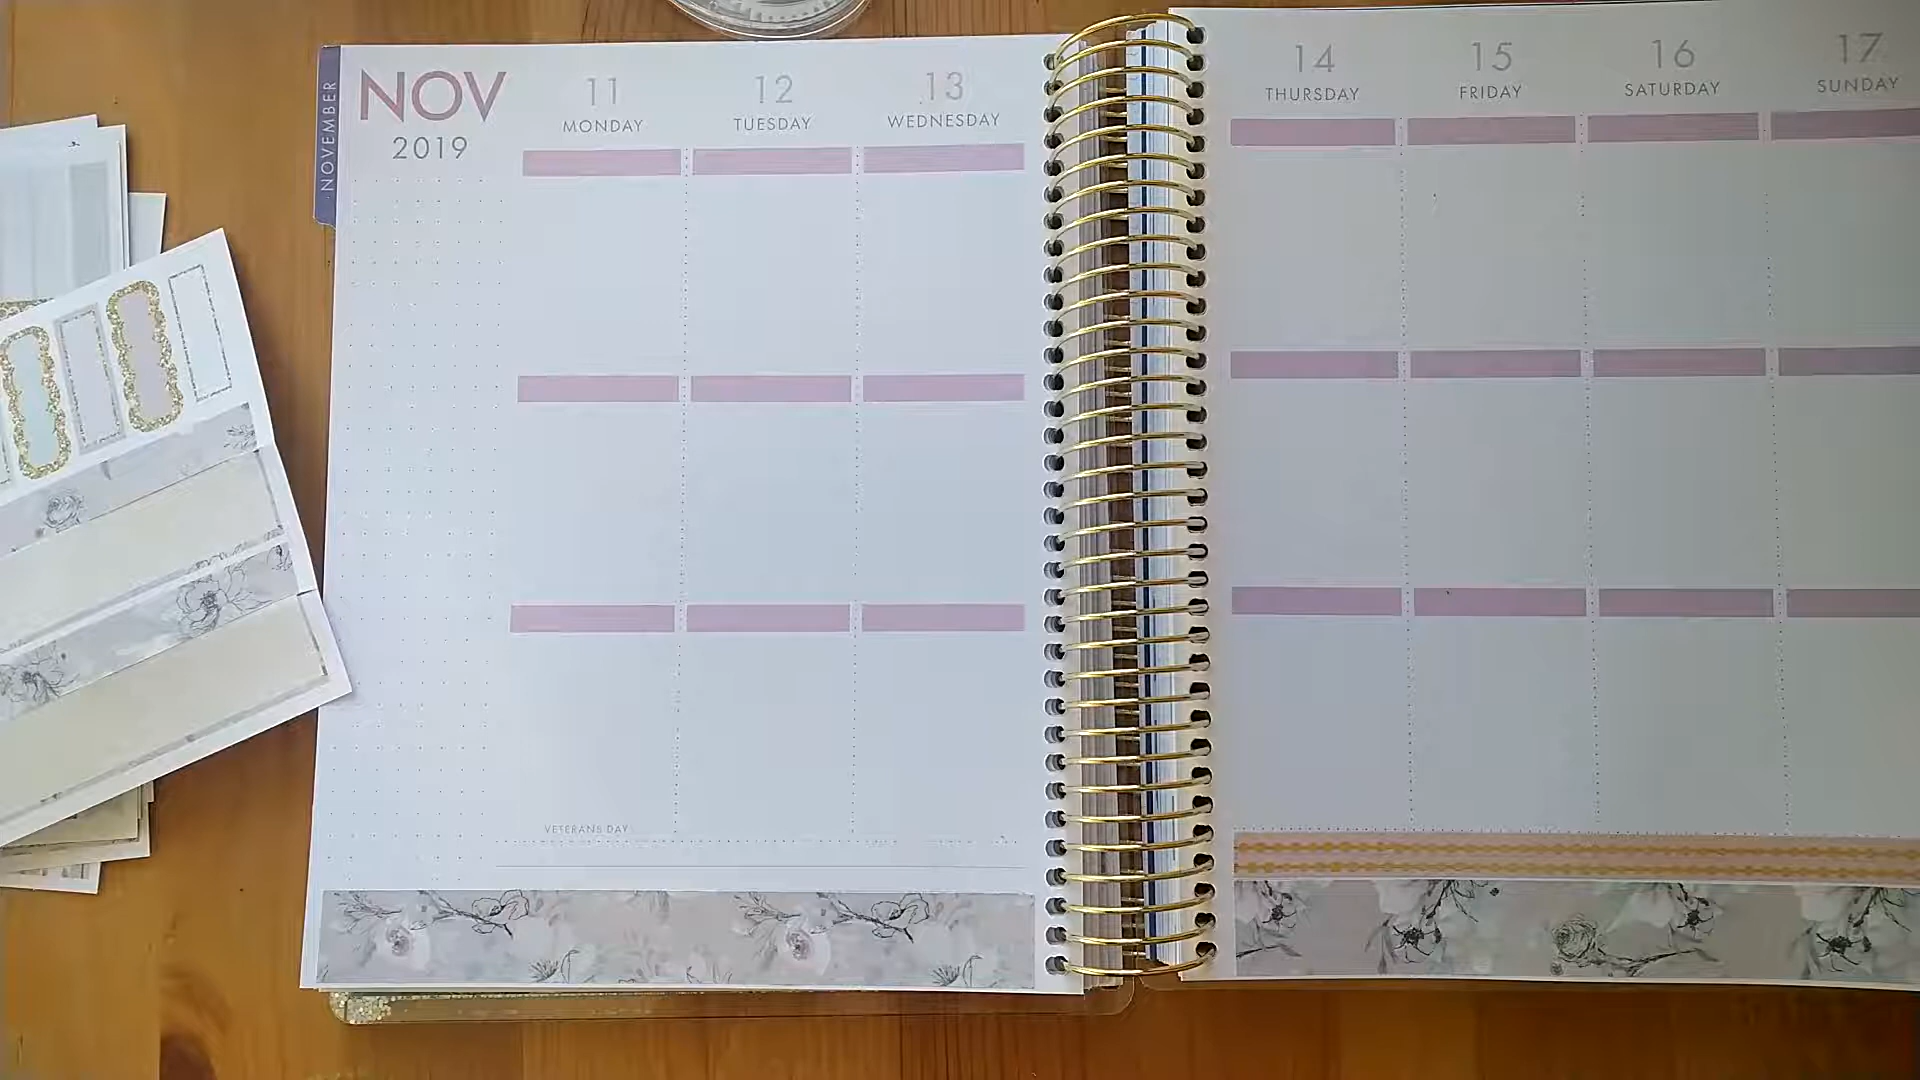 NOVEMBER
NOV
2019
11
MONDAY
12
TUESDAY
13
WEDNESDAY
14
THURSDAY
15
FRIDAY
16
SATURDAY
17
SUNDAY
VETERANS DAY